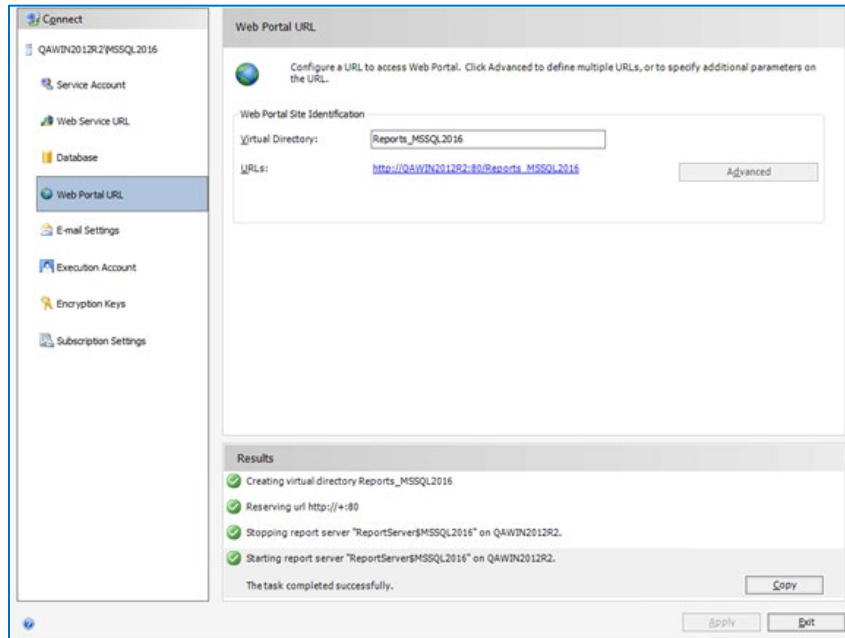 Connect
QAWIN2012R2\MSSQL2016
Service Account
Web Service URL
Database
Web Portal URL
E-mail Settings
Execution Account
Encryption Keys
Subscription Settings
Web Portal URL
Configure a URL to access Web Portal. Click Advanced to define multiple URLs, or to specify additional parameters on
the URL.
Web Portal Site Identification
Virtual Directory: Reports_MSSQL2016
URLs: http://QAWIN2012R2:80/Reports_MSSQL2016 Advanced
Results
Creating virtual directory Reports_MSSQL2016
Reserving url http://+:80
Stopping report server "ReportServer$MSSQL2016" on QAWIN2012R2.
Starting report server "ReportServer$MSSQL2016" on QAWIN2012R2.
The task completed successfully. Copy
Apply Exit